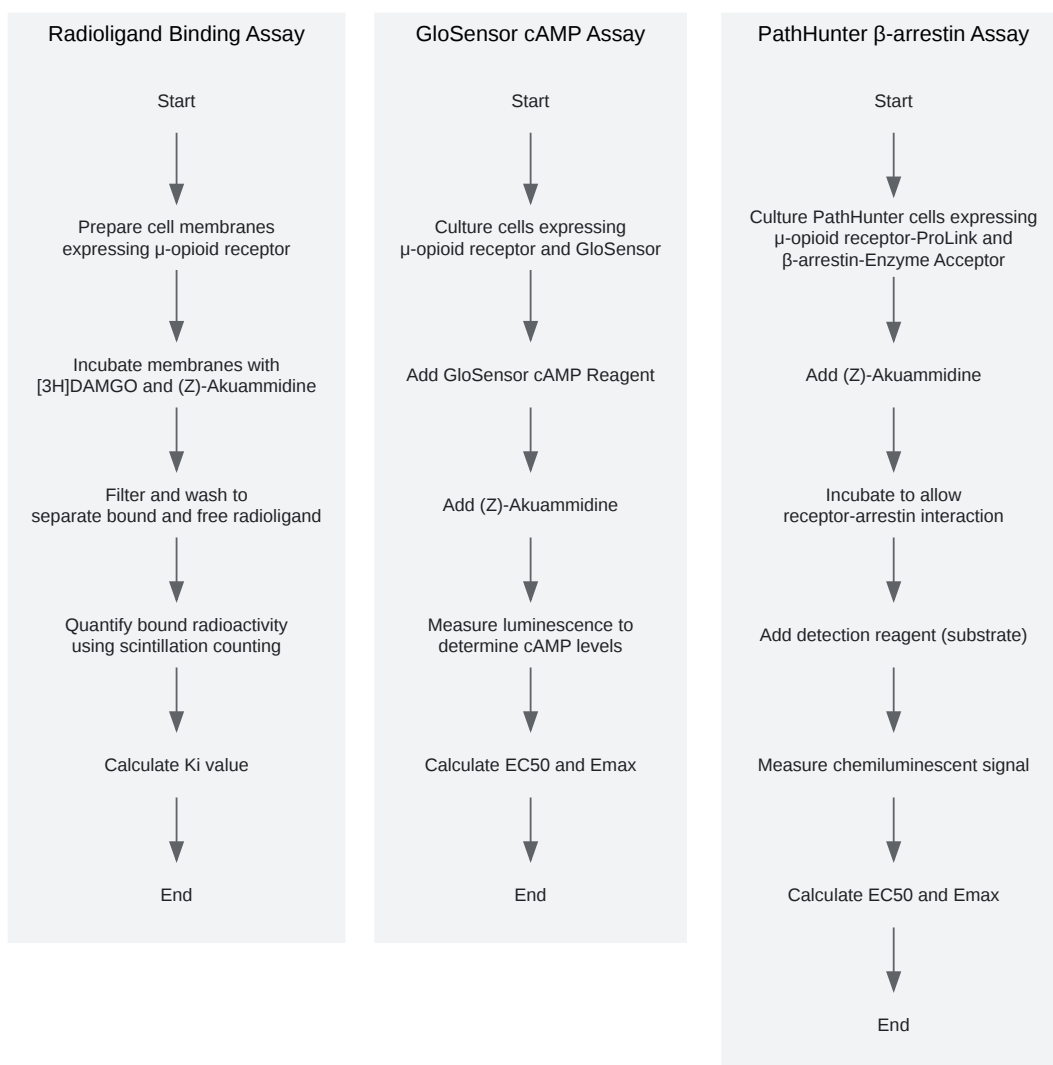 Radioligand Binding Assay
Start
Prepare cell membranes
expressing μ-opioid receptor
Incubate membranes with
[3H]DAMGO and (Z)-Akuammidine
Filter and wash to
separate bound and free radioligand
Quantify bound radioactivity
using scintillation counting
Calculate Ki value
End
GloSensor cAMP Assay
Start
Culture cells expressing
μ-opioid receptor and GloSensor
Add GloSensor cAMP Reagent
Add (Z)-Akuammidine
Measure luminescence to
determine cAMP levels
Calculate EC50 and Emax
End
PathHunter β-arrestin Assay
Start
Culture PathHunter cells expressing
μ-opioid receptor-ProLink and
β-arrestin-Enzyme Acceptor
Add (Z)-Akuammidine
Incubate to allow
receptor-arrestin interaction
Add detection reagent (substrate)
Measure chemiluminescent signal
Calculate EC50 and Emax
End